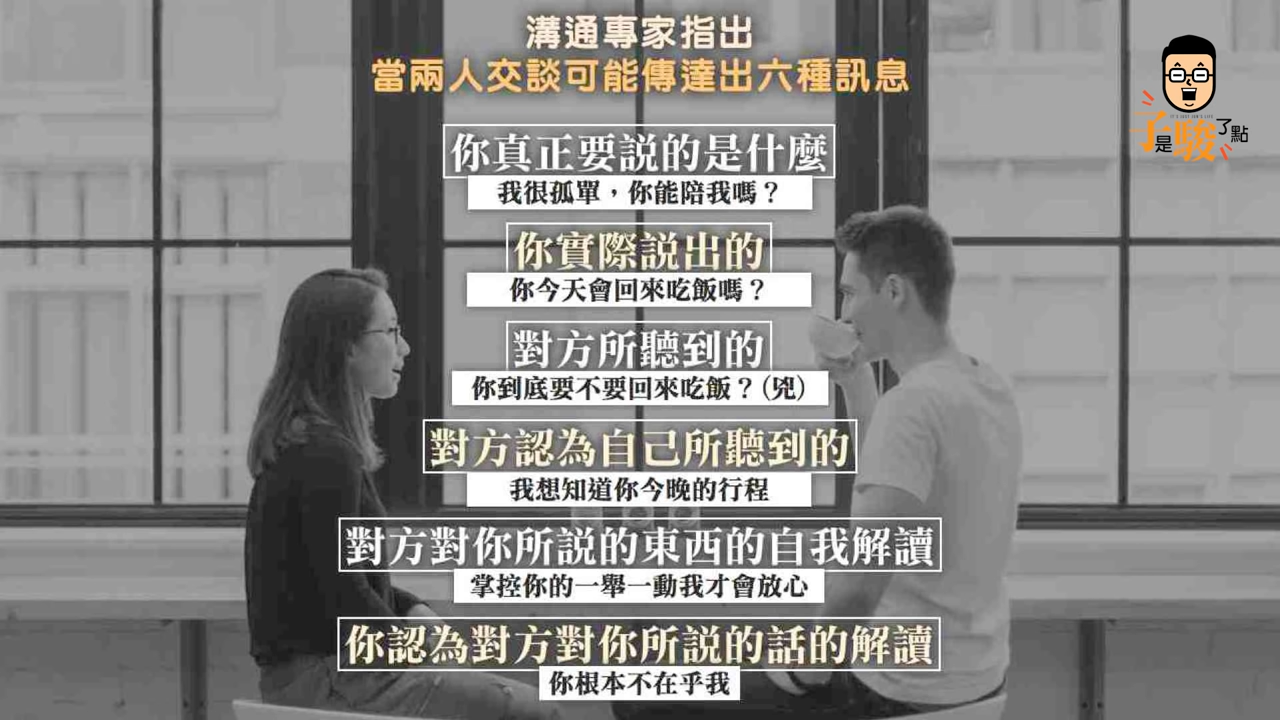 溝通專家指出
當兩人交談可能傳達出六種訊息
子是駿了點
你真正要説的是什麼
我很孤單，你能陪我嗎？
你實際説出的
你今天會回來吃飯嗎？
對方所聽到的
你到底要不要回來吃飯？(兇)
對方認為自己所聽到的
我想知道你今晚的行程
對方對你所説的東西的自我解讀
掌控你的一舉一動我才會放心
你認為對方對你所説的話的解讀
你根本不在乎我